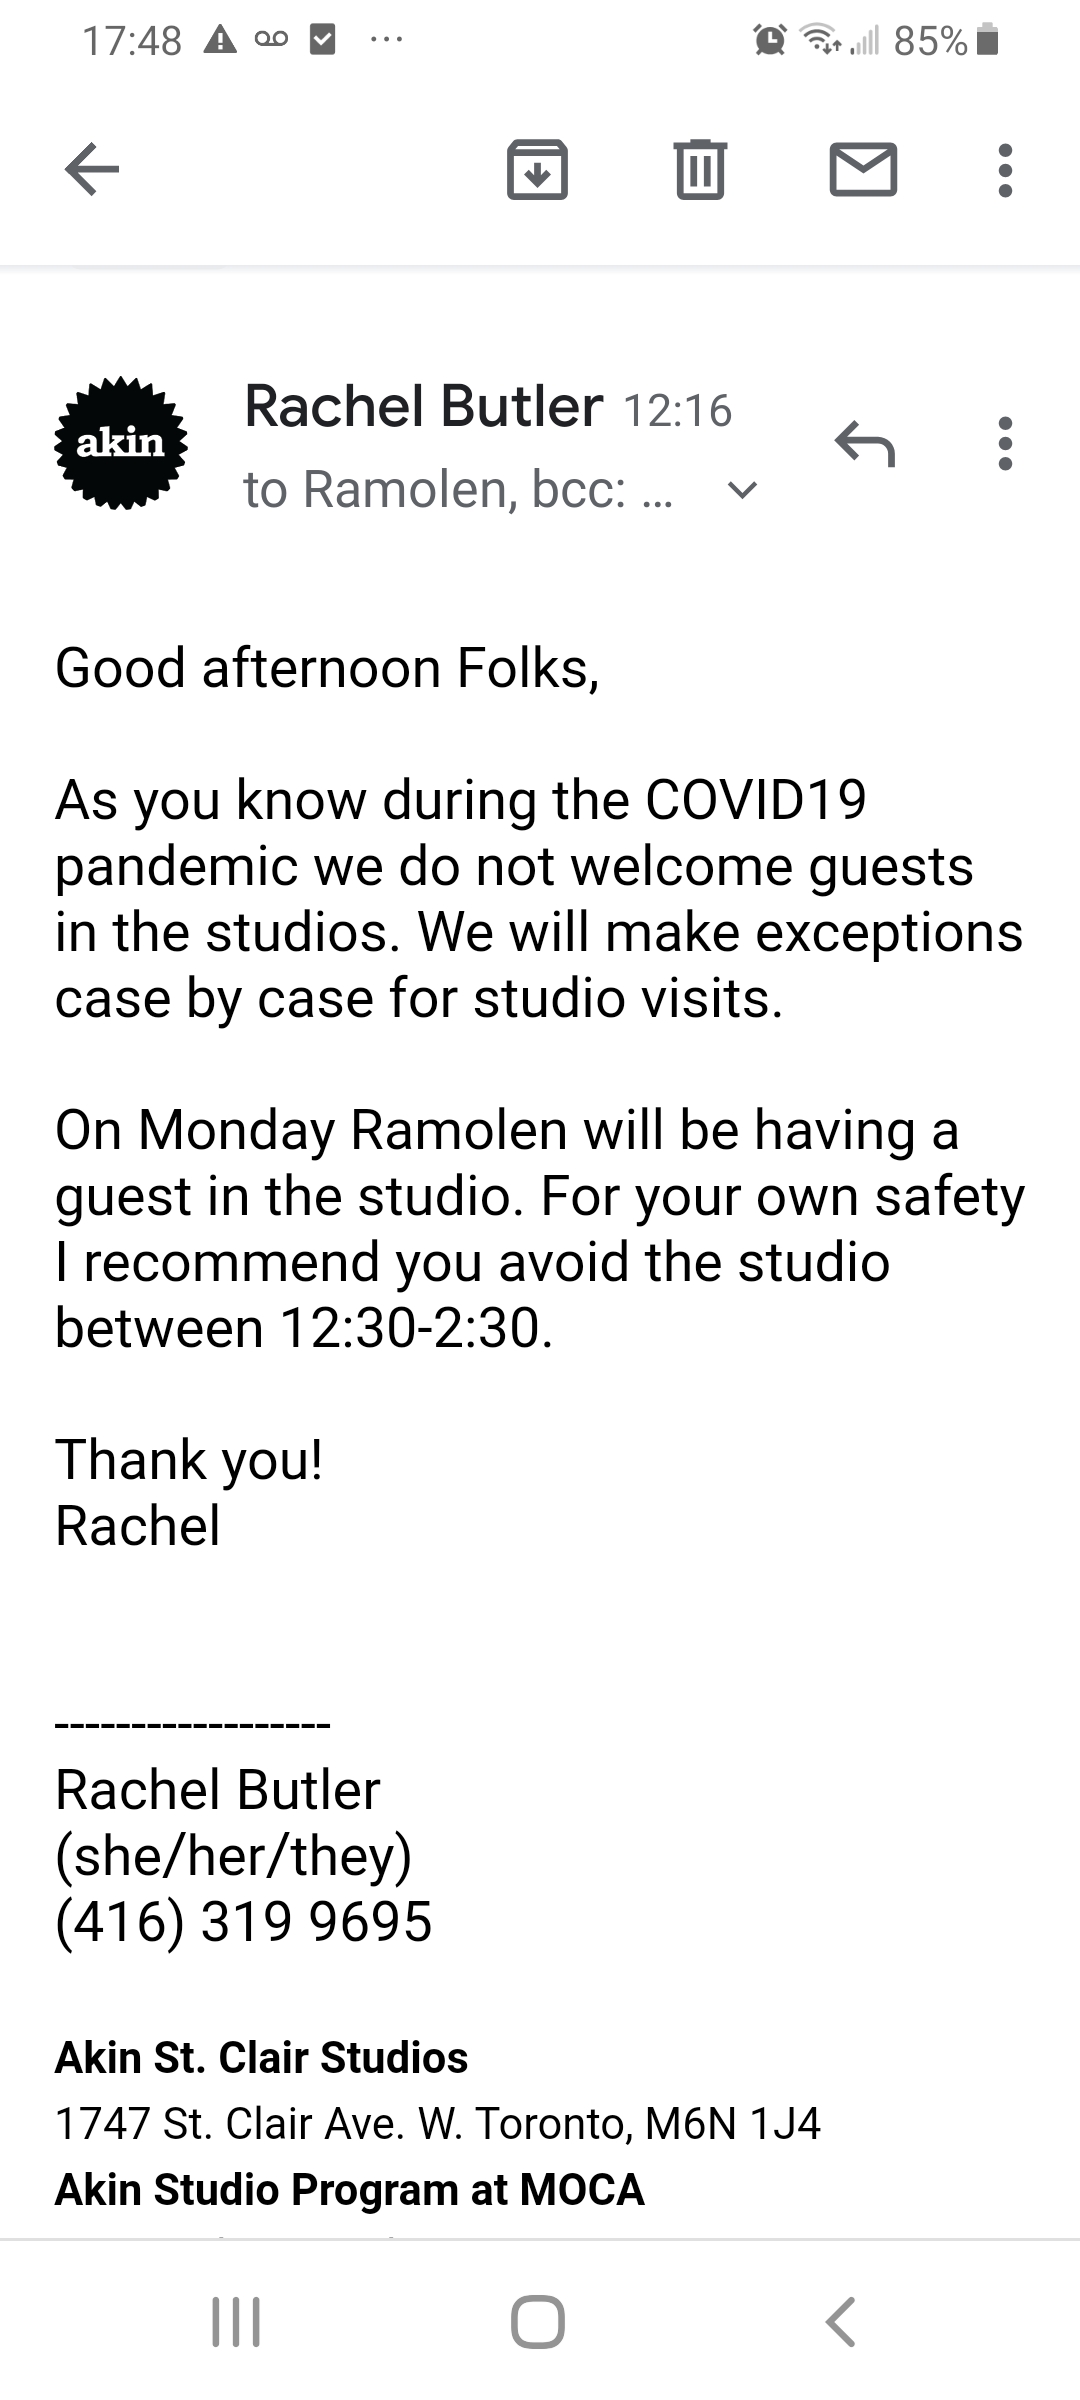 17:48 ... 85%
akin
Rachel Butler 12:16
to Ramolen, bcc: ...
Good afternoon Folks,
As you know during the COVID19
pandemic we do not welcome guests
in the studios. We will make exceptions
case by case for studio visits.
On Monday Ramolen will be having a
guest in the studio. For your own safety
I recommend you avoid the studio
between 12:30-2:30.
Thank you!
Rachel
------------------
Rachel Butler
(she/her/they)
(416) 319 9695
Akin St. Clair Studios
1747 St. Clair Ave. W. Toronto, M6N 1J4
Akin Studio Program at MOCA